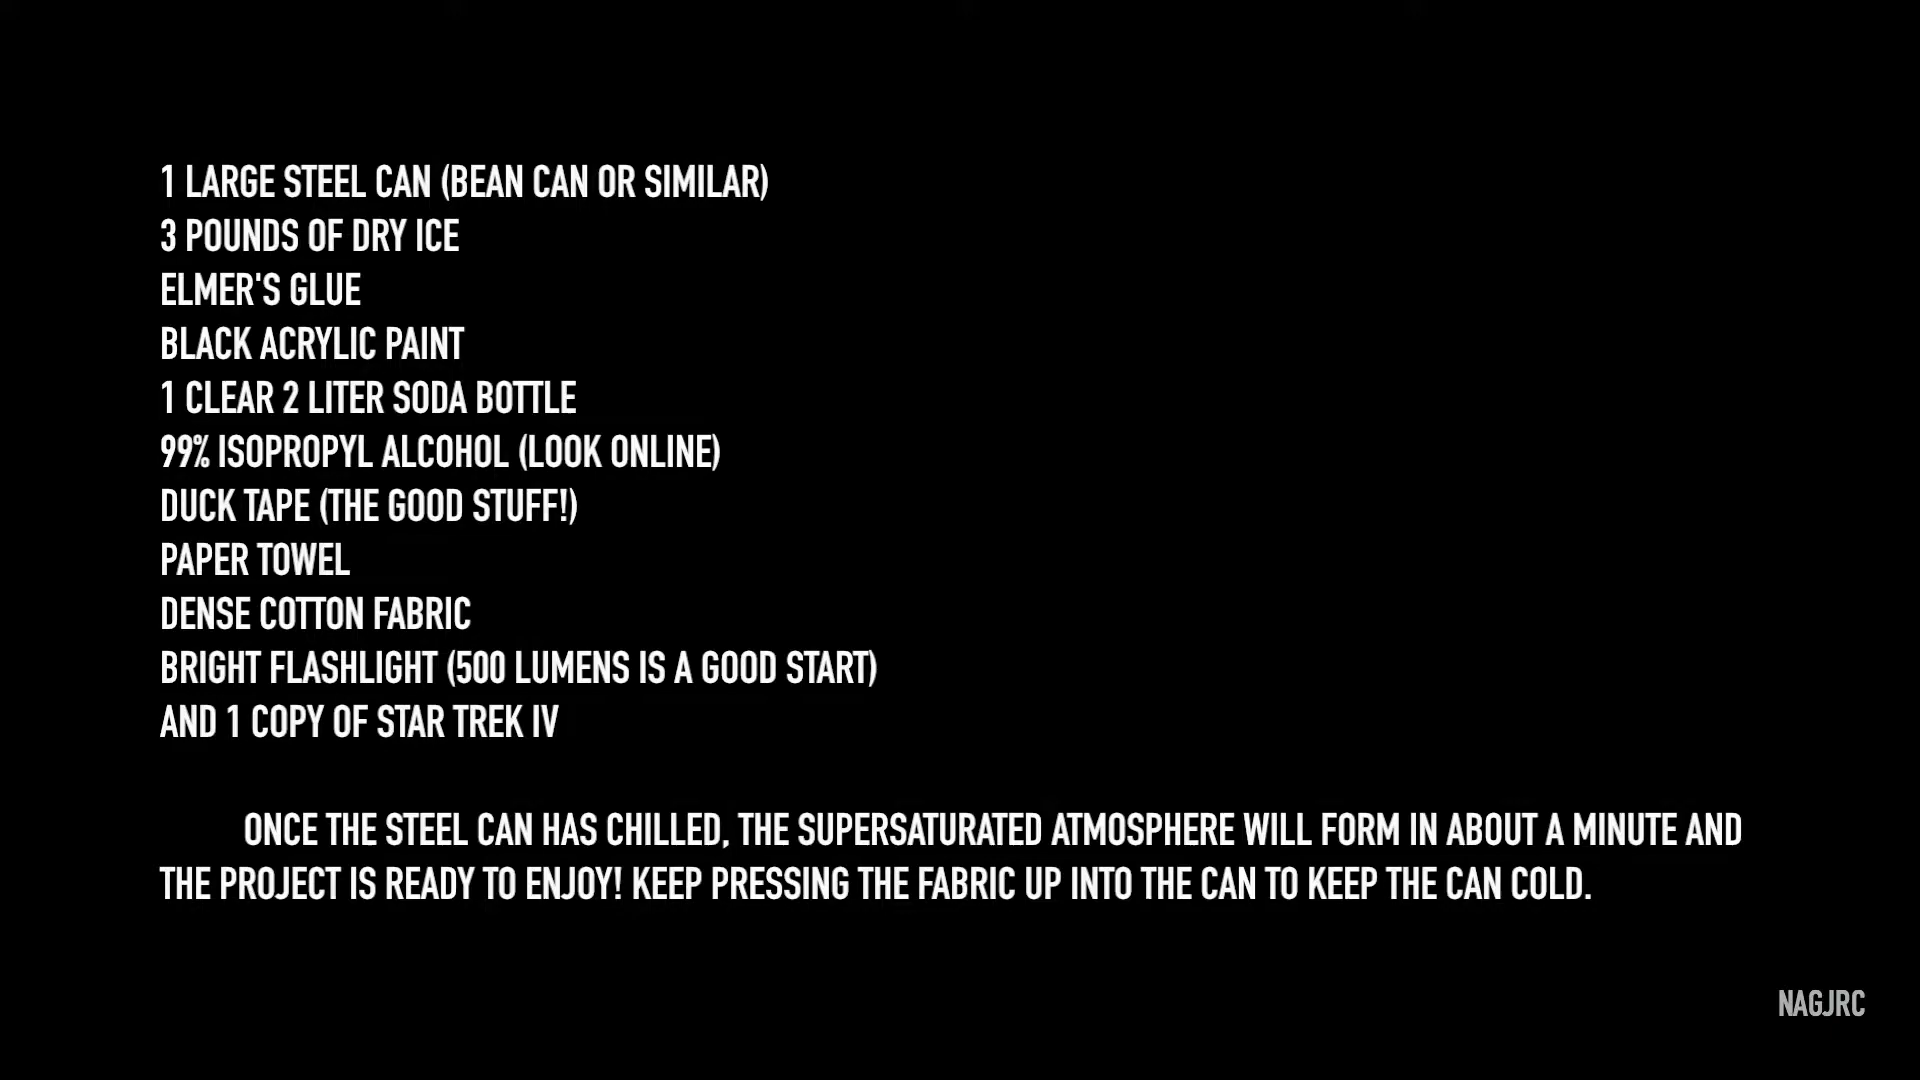 1 LARGE STEEL CAN (BEAN CAN OR SIMILAR)
3 POUNDS OF DRY ICE
ELMER'S GLUE
BLACK ACRYLIC PAINT
1 CLEAR 2 LITER SODA BOTTLE
99% ISOPROPYL ALCOHOL (LOOK ONLINE)
DUCK TAPE (THE GOOD STUFF!)
PAPER TOWEL
DENSE COTTON FABRIC
BRIGHT FLASHLIGHT (500 LUMENS IS A GOOD START)
AND 1 COPY OF STAR TREK IV
ONCE THE STEEL CAN HAS CHILLED, THE SUPERSATURATED ATMOSPHERE WILL FORM IN ABOUT A MINUTE AND
THE PROJECT IS READY TO ENJOY! KEEP PRESSING THE FABRIC UP INTO THE CAN TO KEEP THE CAN COLD.
NAGJRC